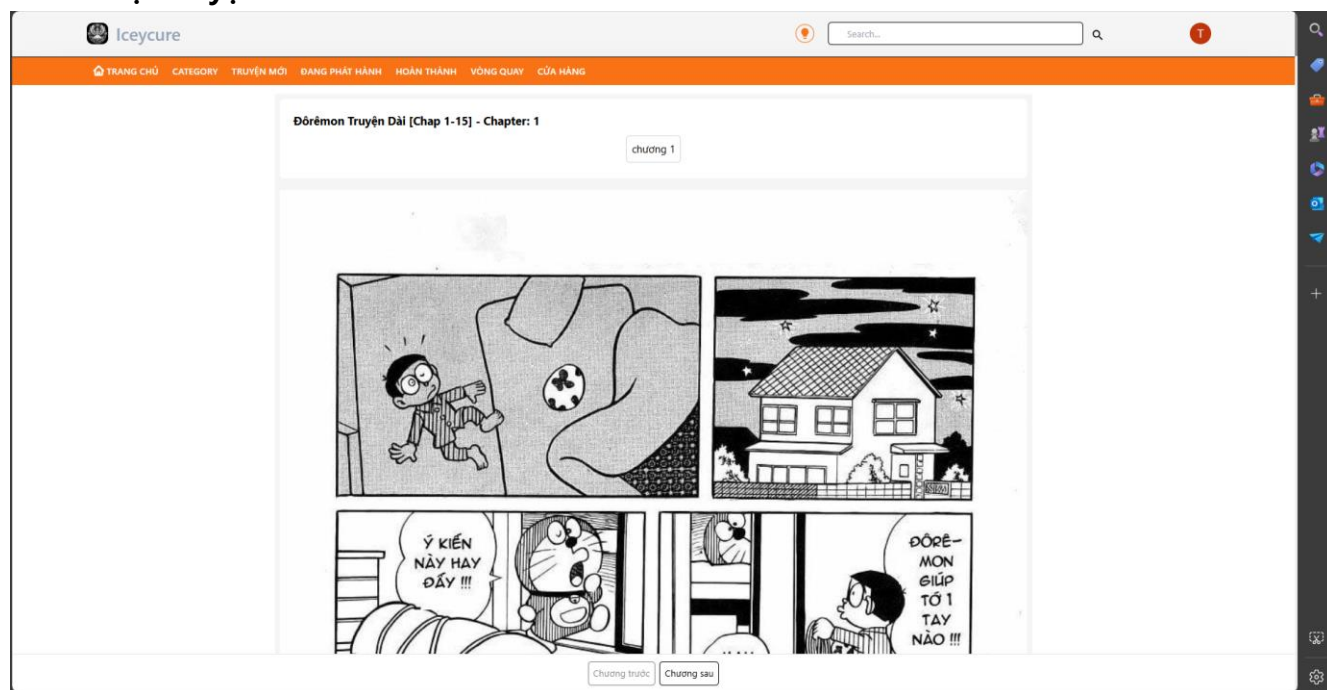 Iceycure
Search...
T
TRANG CHỦ CATEGORY TRUYỆN MỚI ĐANG PHÁT HÀNH HOÀN THÀNH VÒNG QUAY CỬA HÀNG
Đôrêmon Truyện Dài [Chap 1-15] - Chapter: 1
chương 1
Ý KIẾN
NÀY HAY
ĐẤY !!!
ĐÔRÊ-
MON
GIÚP
TỚ 1
TAY
NÀO !!!
Chương trước Chương sau